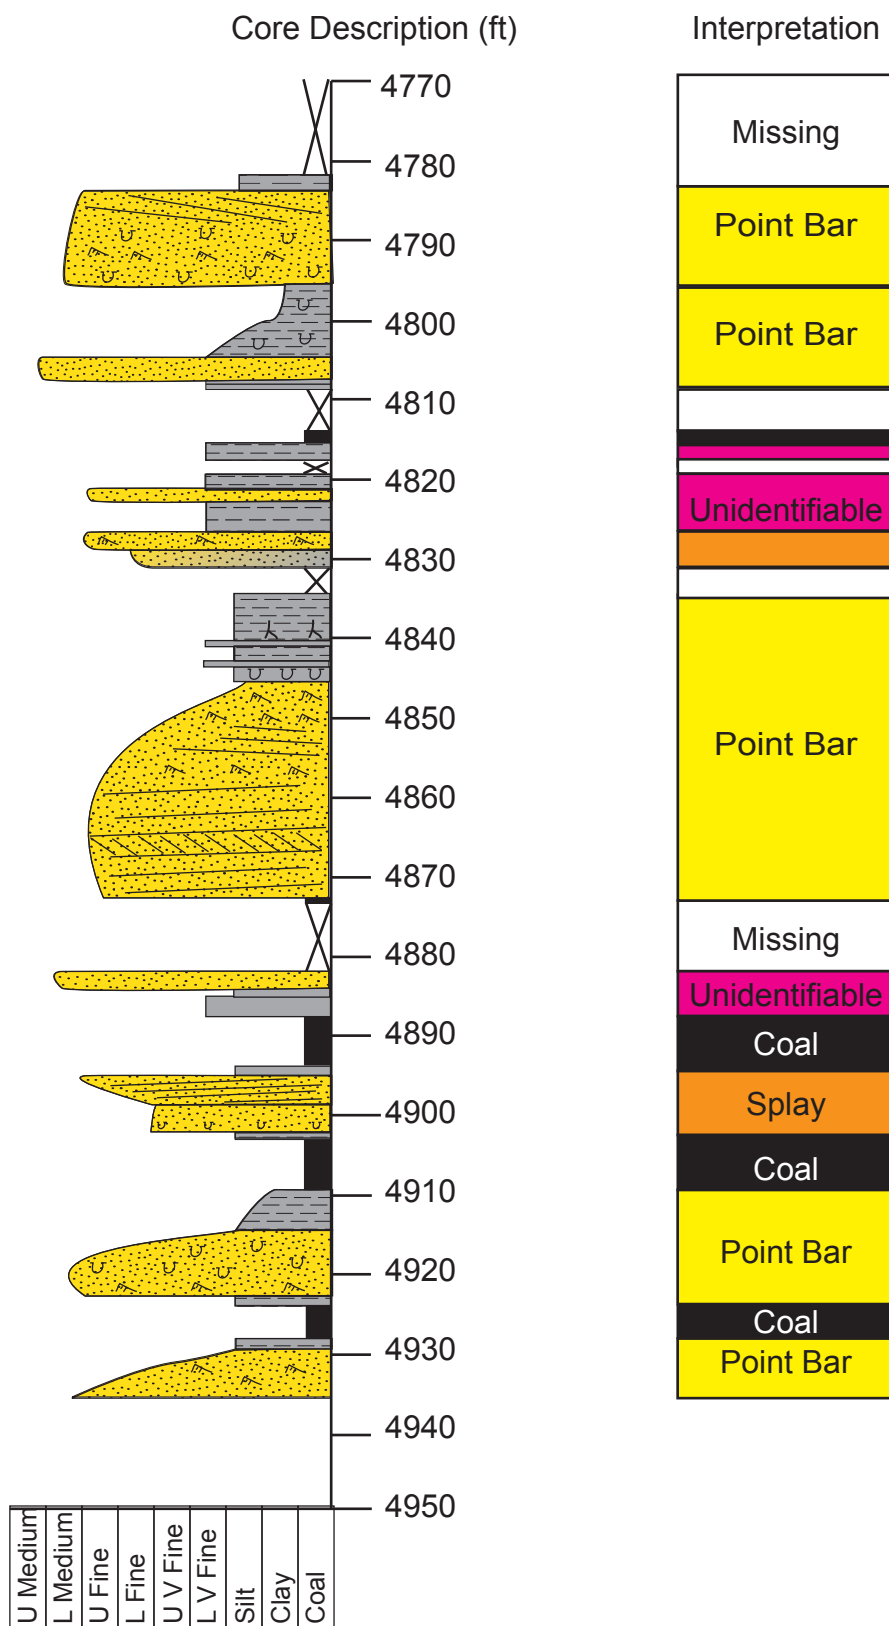 Core Description (ft)
Interpretation
4770
4780
4790
4800
4810
4820
4830
4840
4850
4860
4870
4880
4890
4900
4910
4920
4930
4940
4950
Missing
Point Bar
Point Bar
Unidentifiable
Point Bar
Missing
Unidentifiable
Coal
Splay
Coal
Point Bar
Coal
Point Bar
U Medium
L Medium
U Fine
L Fine
U V Fine
L V Fine
Silt
Clay
Coal